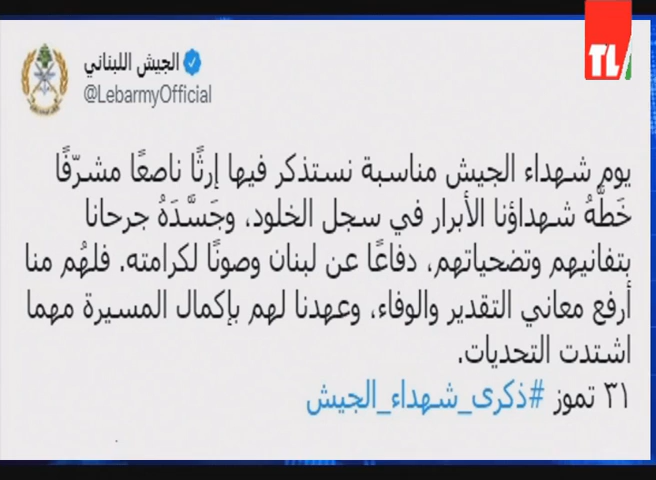 TL
الجيش اللبناني
@LebarmyOfficial
يوم شهداء الجيش مناسبة نستذكر فيها إرثًا ناصعًا مشرّفًا
خَطَّهُ شهداؤنا الأبرار في سجل الخلود، وجَسَّدَهُ جرحانا
بتفانيهم وتضحياتهم، دفاعًا عن لبنان وصونًا لكرامته. فلهُم منا
أرفع معاني التقدير والوفاء، وعهدنا لهم بإكمال المسيرة مهما
اشتدت التحديات.
٣١ تموز #ذكرى_شهداء_الجيش